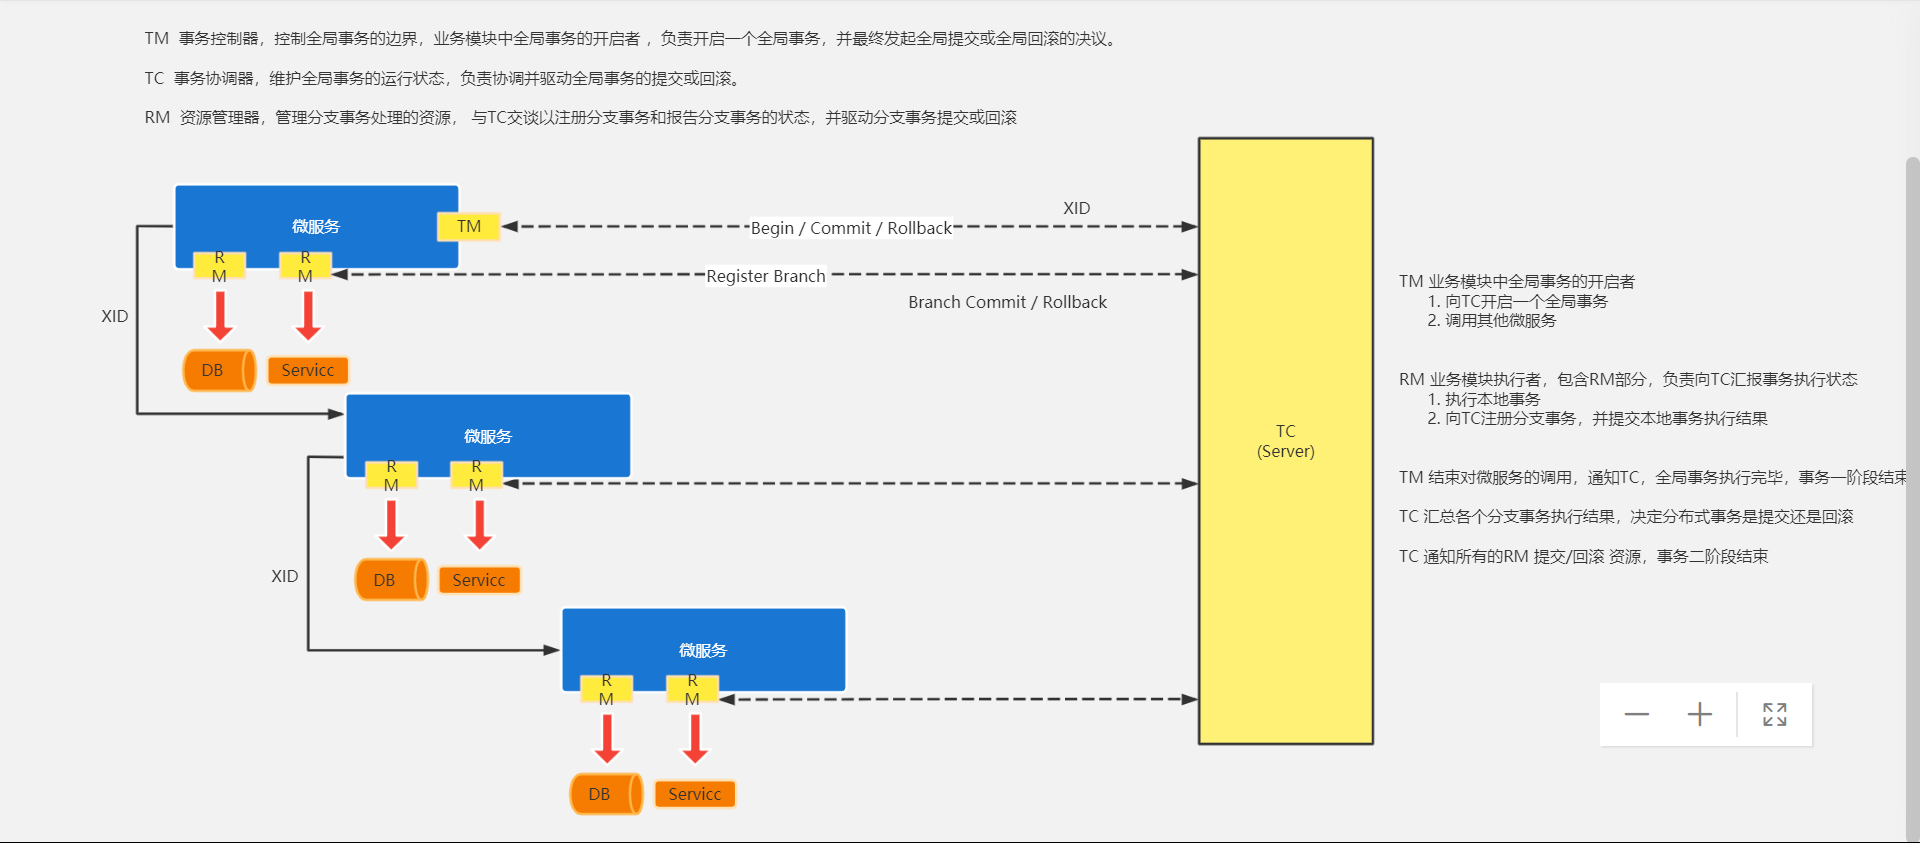 TM 事务控制器，控制全局事务的边界，业务模块中全局事务的开启者 ，负责开启一个全局事务，并最终发起全局提交或全局回滚的决议。
TC 事务协调器，维护全局事务的运行状态，负责协调并驱动全局事务的提交或回滚。
RM 资源管理器，管理分支事务处理的资源， 与TC交谈以注册分支事务和报告分支事务的状态，并驱动分支事务提交或回滚
微服务
TM
R
M
R
M
XID
Begin / Commit / Rollback
XID
Register Branch
Branch Commit / Rollback
DB
Servicc
微服务
R
M
R
M
XID
DB
Servicc
微服务
R
M
R
M
DB
Servicc
TC
(Server)
TM 业务模块中全局事务的开启者
1. 向TC开启一个全局事务
2. 调用其他微服务
RM 业务模块执行者，包含RM部分，负责向TC汇报事务执行状态
1. 执行本地事务
2. 向TC注册分支事务，并提交本地事务执行结果
TM 结束对微服务的调用，通知TC，全局事务执行完毕，事务一阶段结束
TC 汇总各个分支事务执行结果，决定分布式事务是提交还是回滚
TC 通知所有的RM 提交/回滚 资源，事务二阶段结束